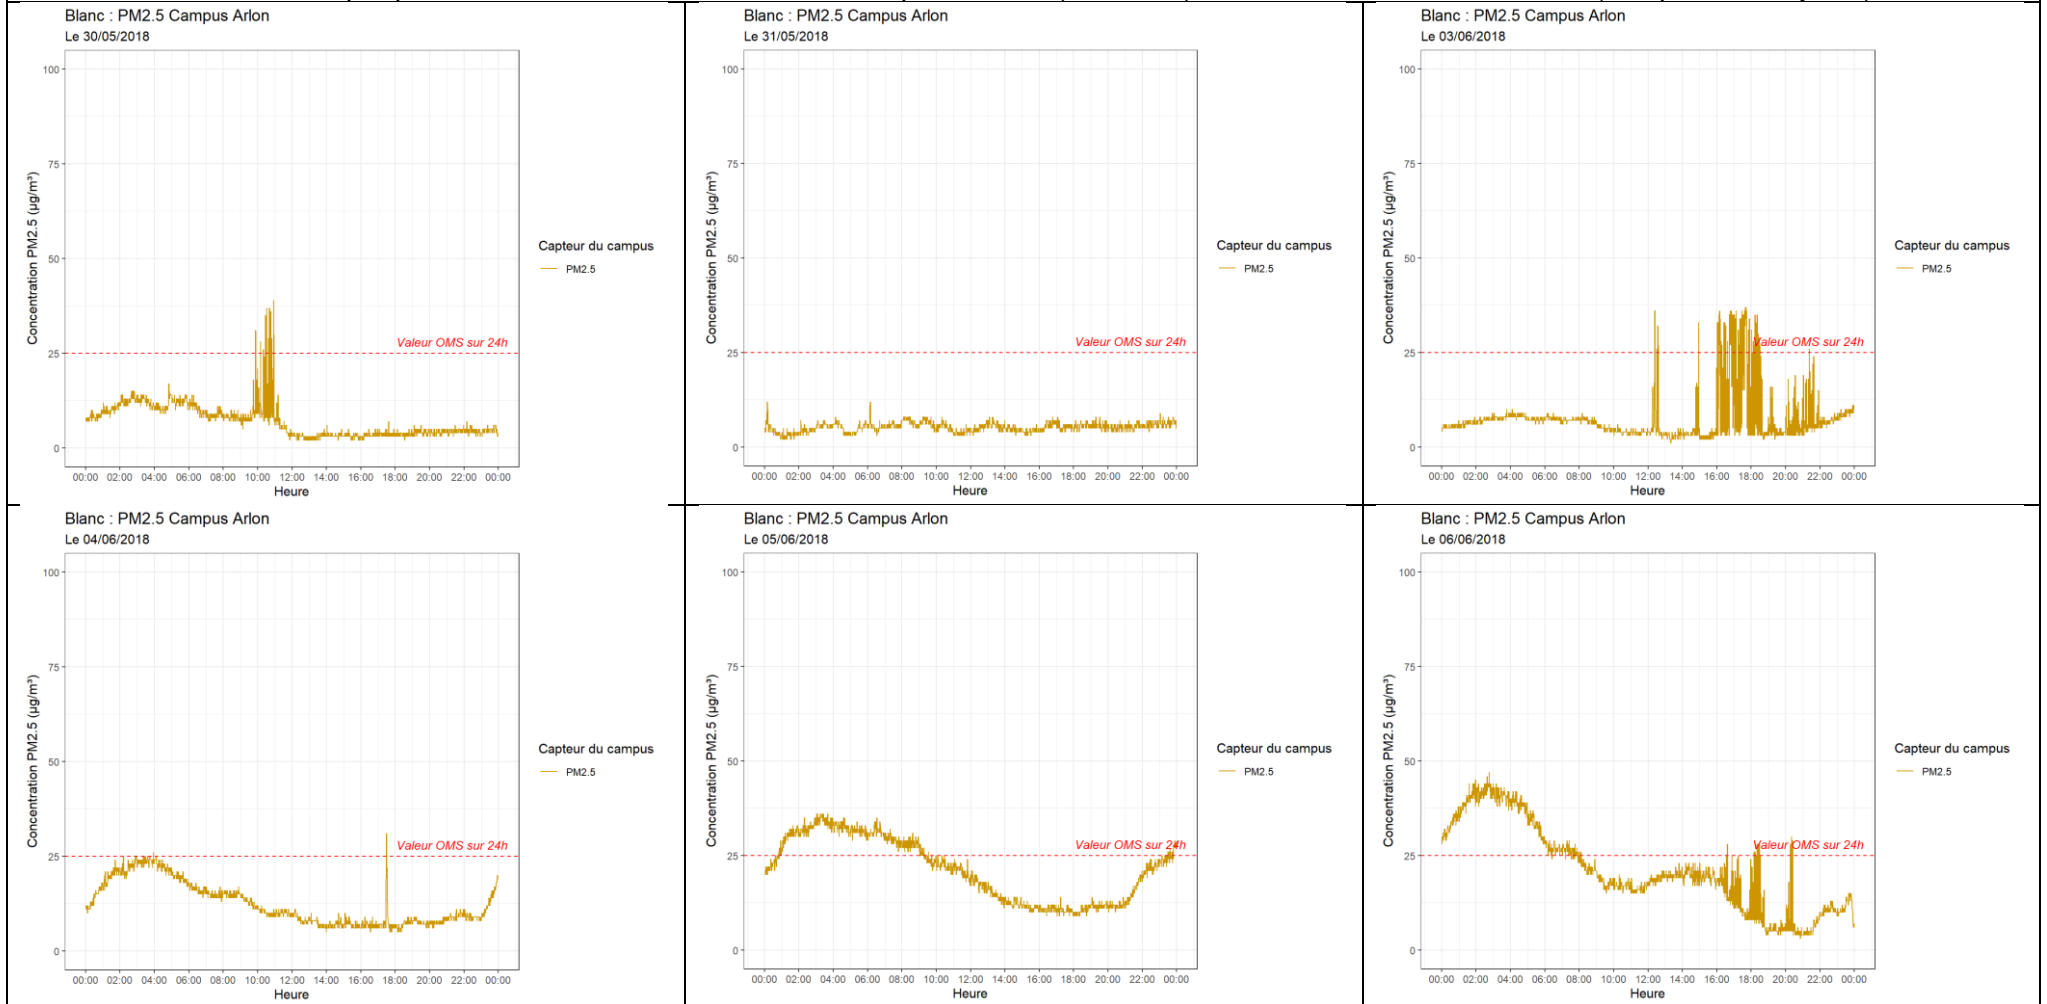 Blanc : PM2.5 Campus Arlon
Le 30/05/2018
100
75
50
25
0
Concentration PM2.5 (µg/m³)
Valeur OMS sur 24h
00:00 02:00 04:00 06:00 08:00 10:00 12:00 14:00 16:00 18:00 20:00 22:00 00:00
Heure
Capteur du campus
PM2.5
Blanc : PM2.5 Campus Arlon
Le 31/05/2018
100
75
50
25
0
Concentration PM2.5 (µg/m³)
Valeur OMS sur 24h
00:00 02:00 04:00 06:00 08:00 10:00 12:00 14:00 16:00 18:00 20:00 22:00 00:00
Heure
Capteur du campus
PM2.5
Blanc : PM2.5 Campus Arlon
Le 03/06/2018
100
75
50
25
0
Concentration PM2.5 (µg/m³)
Valeur OMS sur 24h
00:00 02:00 04:00 06:00 08:00 10:00 12:00 14:00 16:00 18:00 20:00 22:00 00:00
Heure
Capteur du campus
PM2.5
Blanc : PM2.5 Campus Arlon
Le 04/06/2018
100
75
50
25
0
Concentration PM2.5 (µg/m³)
Valeur OMS sur 24h
00:00 02:00 04:00 06:00 08:00 10:00 12:00 14:00 16:00 18:00 20:00 22:00 00:00
Heure
Capteur du campus
PM2.5
Blanc : PM2.5 Campus Arlon
Le 05/06/2018
100
75
50
25
0
Concentration PM2.5 (µg/m³)
Valeur OMS sur 24h
00:00 02:00 04:00 06:00 08:00 10:00 12:00 14:00 16:00 18:00 20:00 22:00 00:00
Heure
Capteur du campus
PM2.5
Blanc : PM2.5 Campus Arlon
Le 06/06/2018
100
75
50
25
0
Concentration PM2.5 (µg/m³)
Valeur OMS sur 24h
00:00 02:00 04:00 06:00 08:00 10:00 12:00 14:00 16:00 18:00 20:00 22:00 00:00
Heure
Capteur du campus
PM2.5